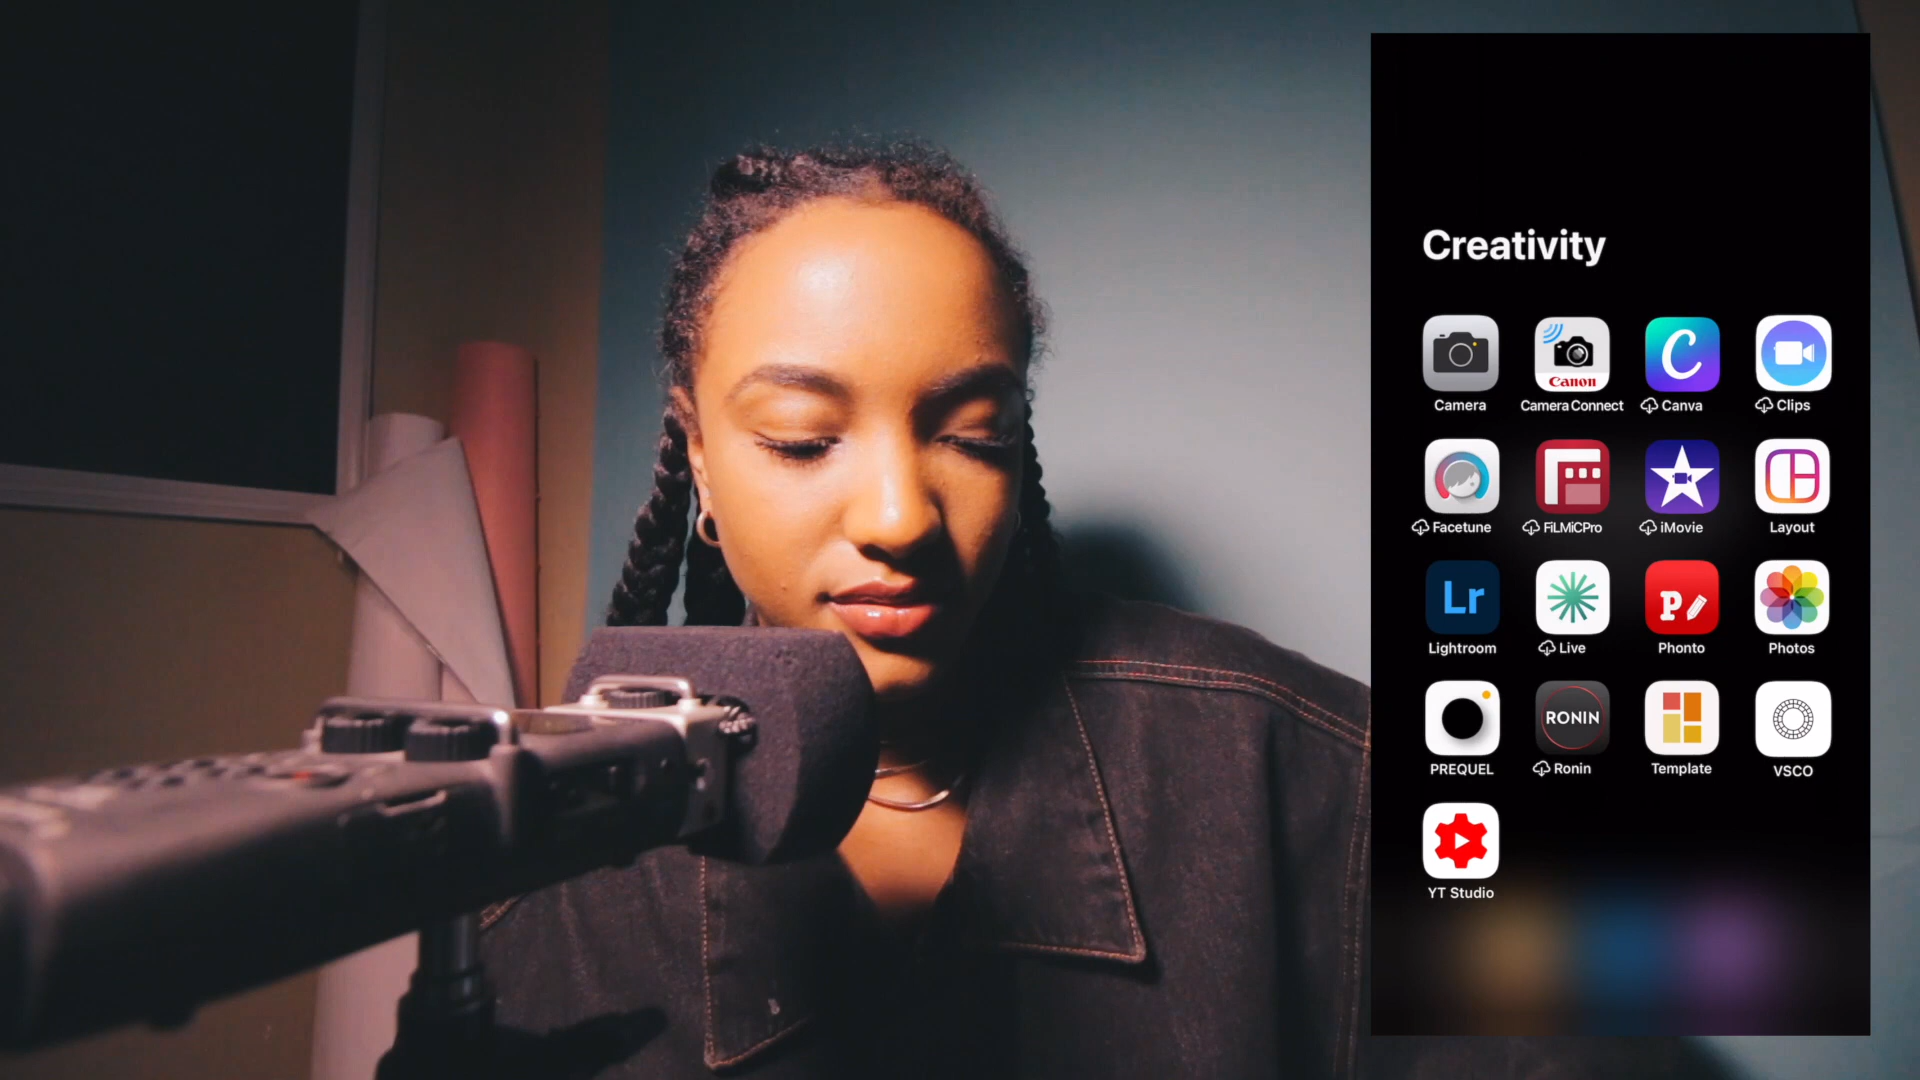 Creativity
Canon
Camera Camera Connect Canva Clips
Facetune FiLMiCPro iMovie Layout
Lr P
Lightroom Live Phonto Photos
RONIN
PREQUEL Ronin Template VSCO
YT Studio